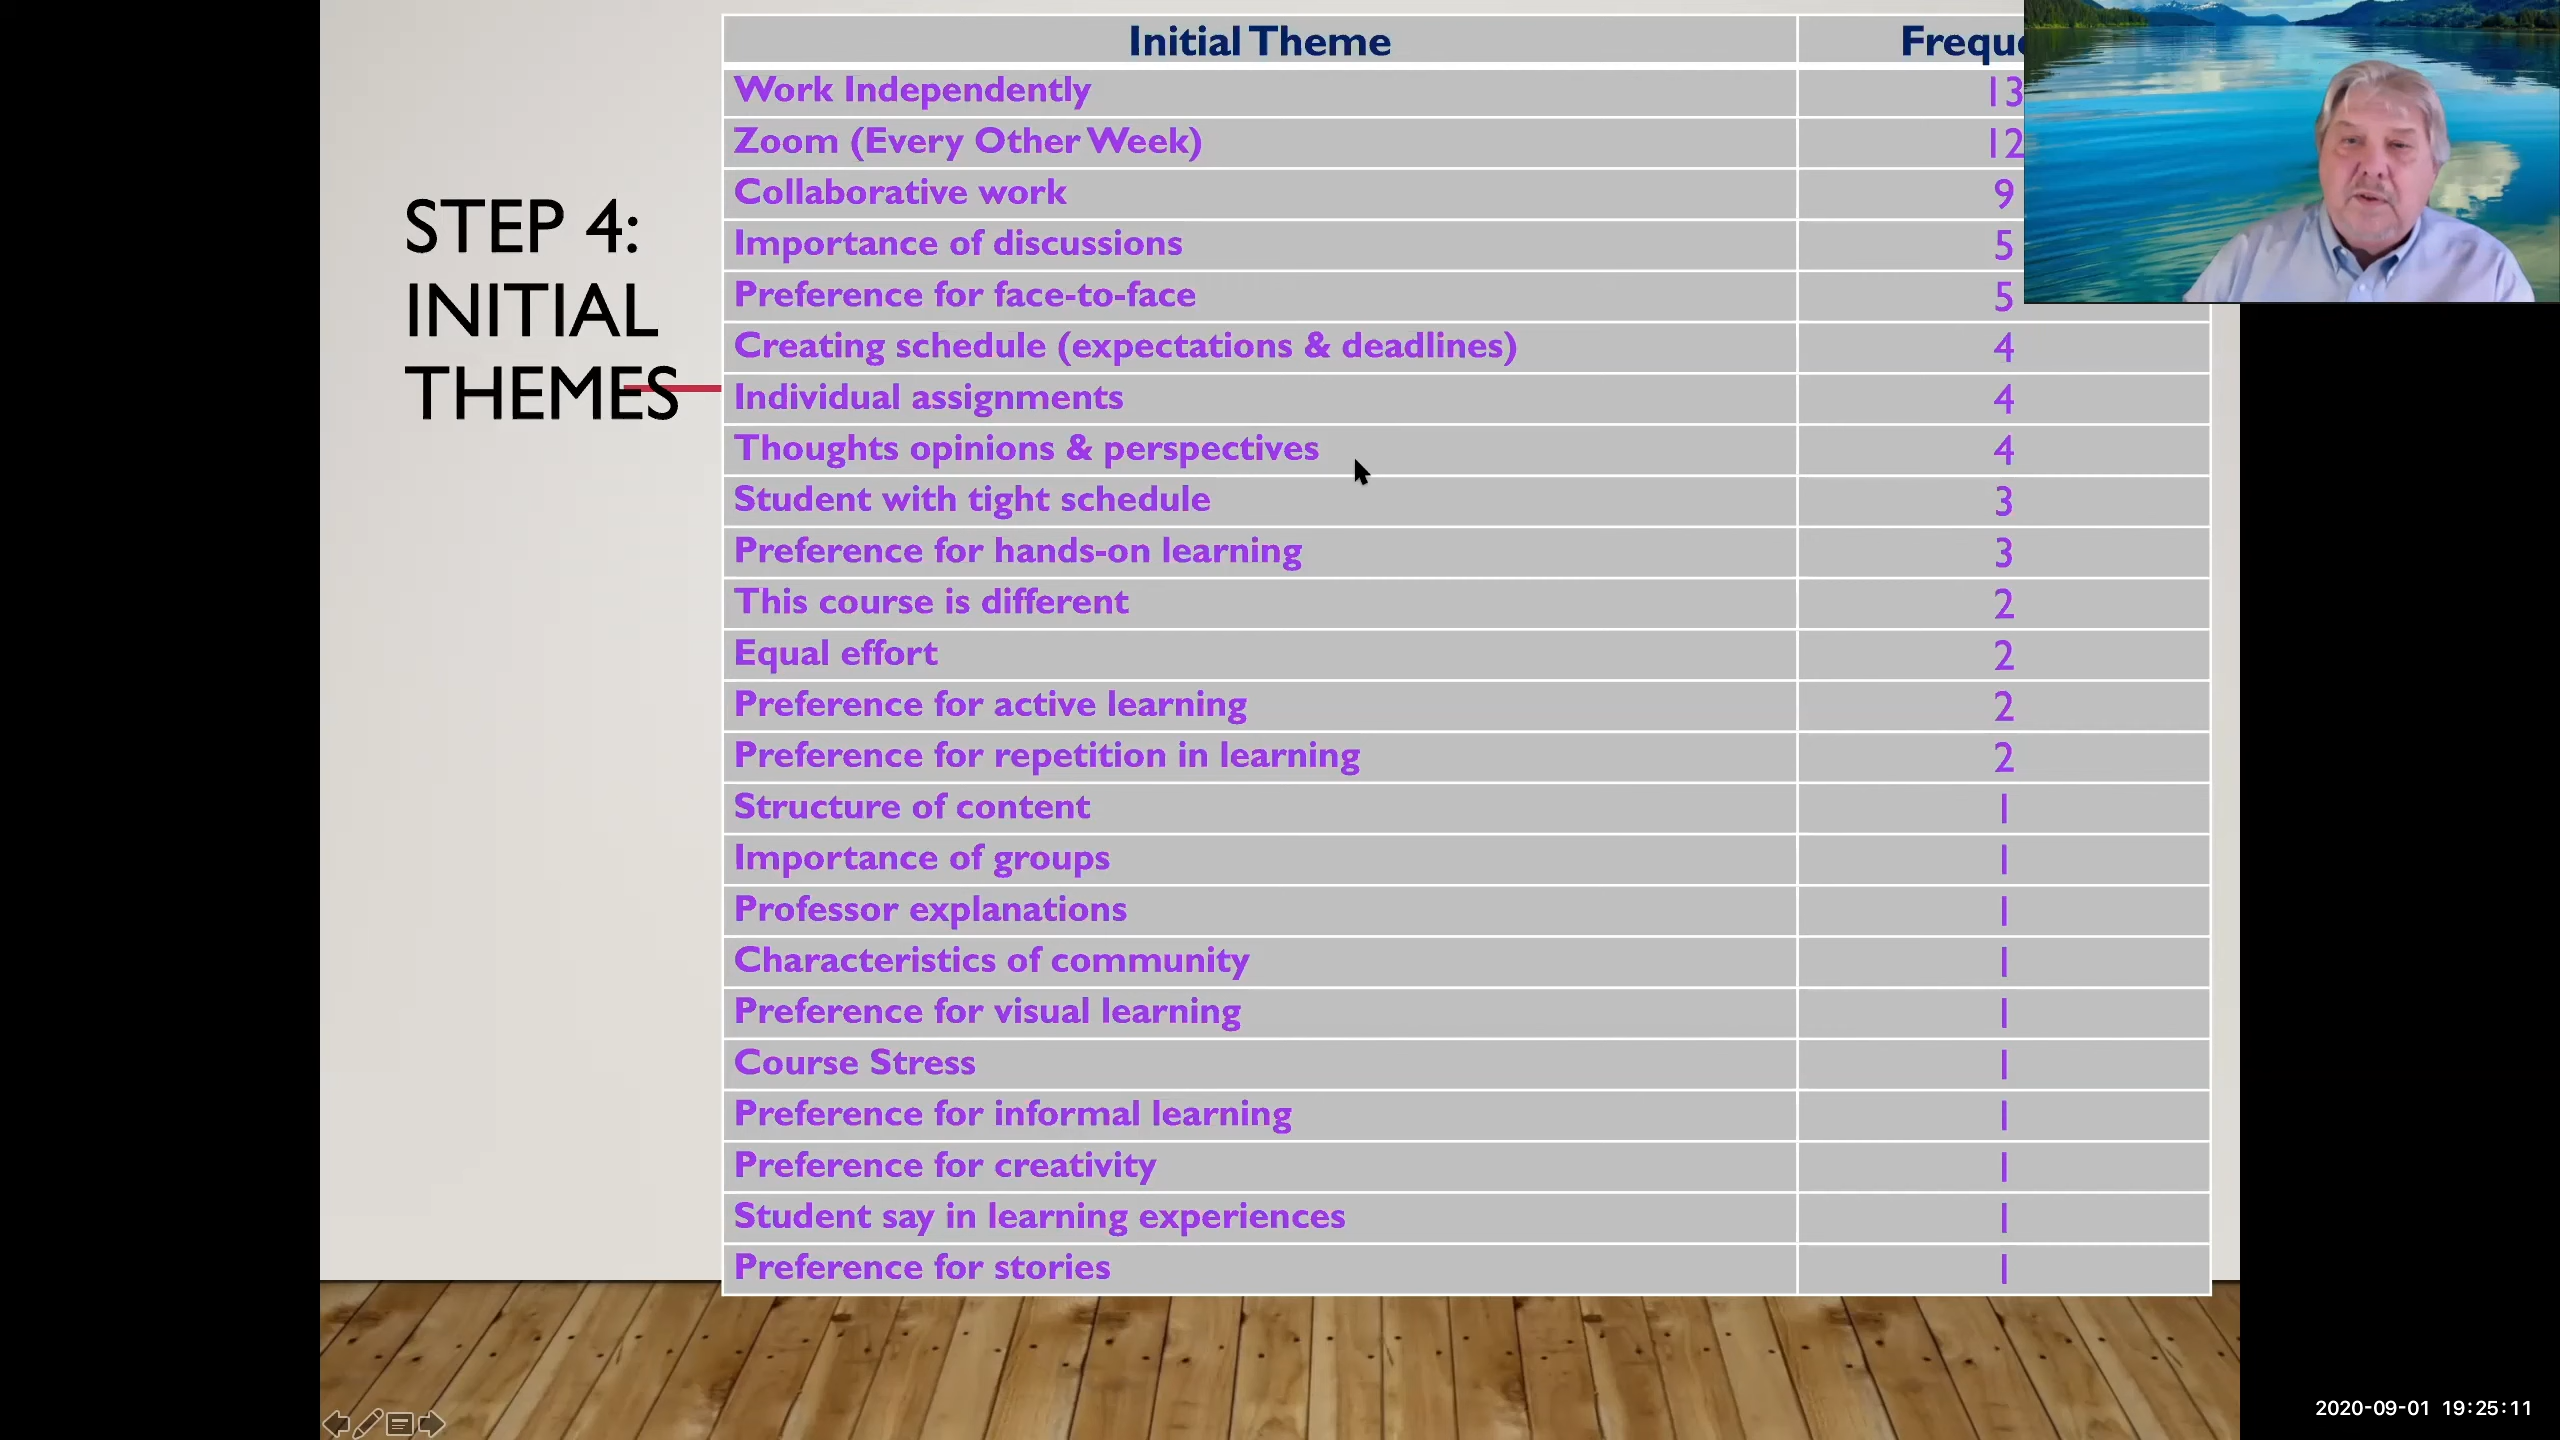 STEP 4:
INITIAL
THEMES
Initial Theme
Work Independently 13
Zoom (Every Other Week) 12
Collaborative work 9
Importance of discussions 5
Preference for face-to-face 5
Creating schedule (expectations & deadlines) 4
Individual assignments 4
Thoughts opinions & perspectives 4
Student with tight schedule 3
Preference for hands-on learning 3
This course is different 2
Equal effort 2
Preference for active learning 2
Preference for repetition in learning 2
Structure of content 1
Importance of groups 1
Professor explanations 1
Characteristics of community 1
Preference for visual learning 1
Course Stress 1
Preference for informal learning 1
Preference for creativity 1
Student say in learning experiences 1
Preference for stories 1
2020-09-01 19:25:11